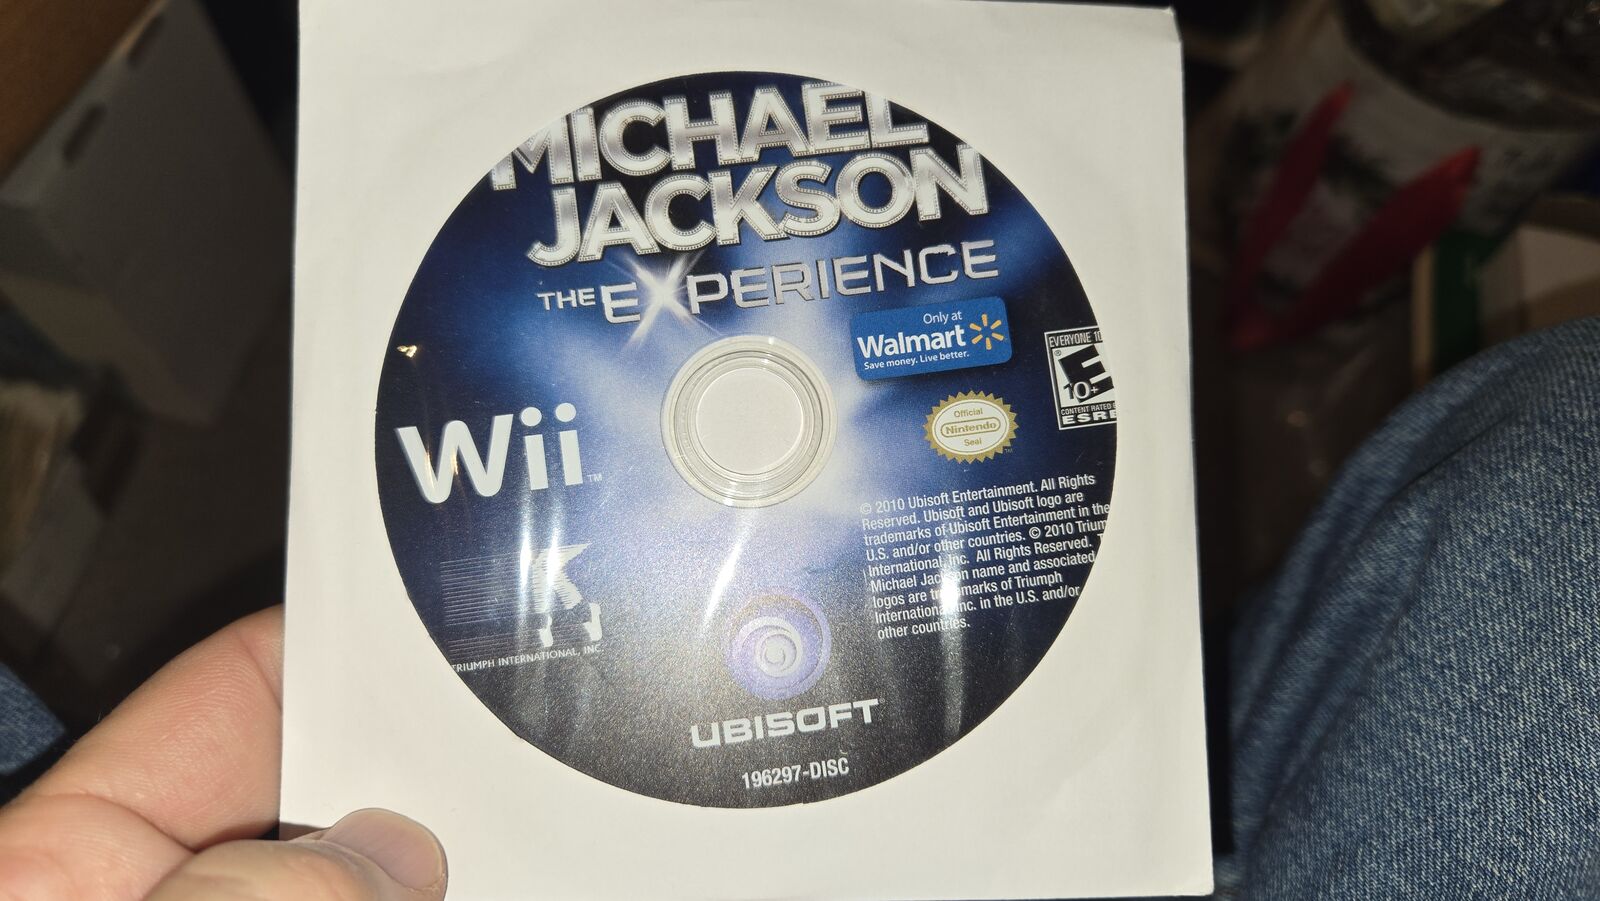 MICHAEL
JACKSON
THE EXPERIENCE
Only at
Walmart
Save money. Live better.
EVERYONE 10
®
E
10+
CONTENT RATED
ESRB
Official
Nintendo
Seal
TM
Wii
TM
© 2010 Ubisoft Entertainment. All Rights
Reserved. Ubisoft and Ubisoft logo are
trademarks of Ubisoft Entertainment in the
U.S. and/or other countries. © 2010 Trium
International, Inc. All Rights Reserved. T
Michael Jackson name and associated
logos are trademarks of Triumph
International, Inc. in the U.S. and/or
other countries.
TRIUMPH INTERNATIONAL, INC
UBISOFT
196297-DISC